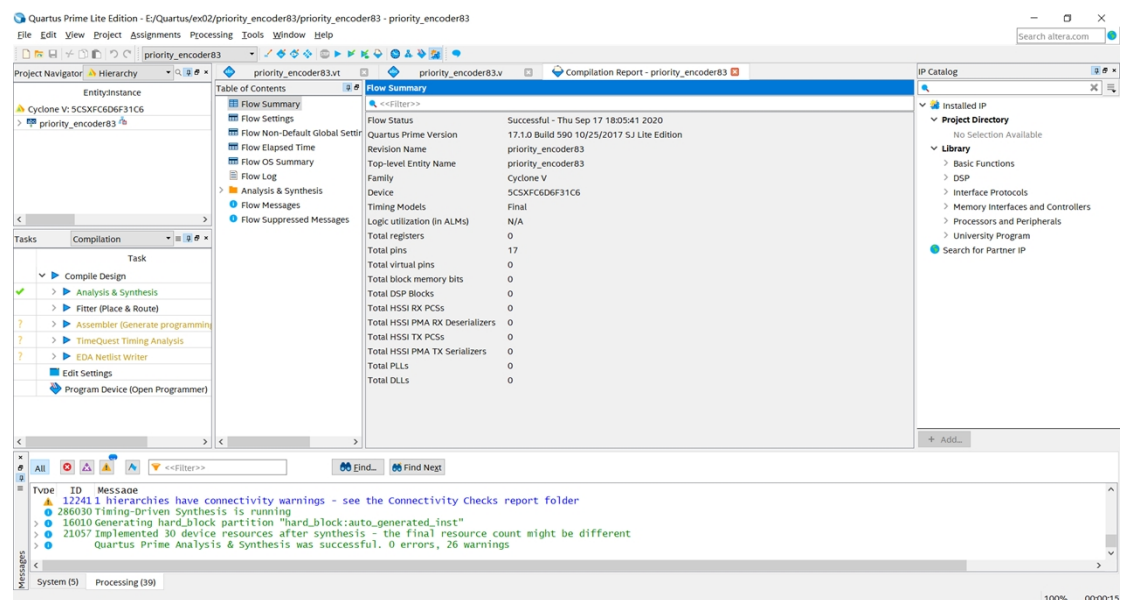 Quartus Prime Lite Edition - E:/Quartus/ex02/priority_encoder83/priority_encoder83 - priority_encoder83
File Edit View Project Assignments Processing Tools Window Help
Search altera.com
priority_encoder83
Project Navigator Hierarchy
priority_encoder83.vt
priority_encoder83.v
Compilation Report - priority_encoder83
IP Catalog
Entity:Instance
Cyclone V: 5CSXFC6D6F31C6
priority_encoder83
Table of Contents
Flow Summary
Flow Settings
Flow Non-Default Global Settir
Flow Elapsed Time
Flow OS Summary
Flow Log
Analysis & Synthesis
Flow Messages
Flow Suppressed Messages
Flow Summary
<<Filter>>
Flow Status Successful - Thu Sep 17 18:05:41 2020
Quartus Prime Version 17.1.0 Build 590 10/25/2017 SJ Lite Edition
Revision Name priority_encoder83
Top-level Entity Name priority_encoder83
Family Cyclone V
Device 5CSXFC6D6F31C6
Timing Models Final
Logic utilization (in ALMs) N/A
Total registers 0
Total pins 17
Total virtual pins 0
Total block memory bits 0
Total DSP Blocks 0
Total HSSI RX PCSs 0
Total HSSI PMA RX Deserializers 0
Total HSSI TX PCSs 0
Total HSSI PMA TX Serializers 0
Total PLLs 0
Total DLLs 0
Installed IP
Project Directory
No Selection Available
Library
Basic Functions
DSP
Interface Protocols
Memory Interfaces and Controllers
Processors and Peripherals
University Program
Search for Partner IP
+ Add...
Tasks Compilation
Task
Compile Design
Analysis & Synthesis
Fitter (Place & Route)
? Assembler (Generate programming
? TimeQuest Timing Analysis
? EDA Netlist Writer
Edit Settings
Program Device (Open Programmer)
All <<Filter>> Find... Find Next
Type ID Message
12241 1 hierarchies have connectivity warnings - see the Connectivity Checks report folder
286030 Timing-Driven Synthesis is running
16010 Generating hard_block partition "hard_block:auto_generated_inst"
21057 Implemented 30 device resources after synthesis - the final resource count might be different
Quartus Prime Analysis & Synthesis was successful. 0 errors, 26 warnings
Messages
System (5) Processing (39)
100% 00:00:15